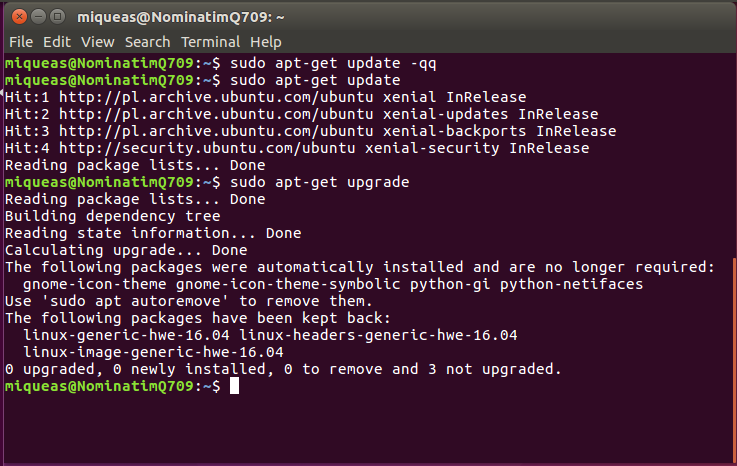 miqueas@NominatimQ709: ~
File Edit View Search Terminal Help
miqueas@NominatimQ709:~$ sudo apt-get update -qq
miqueas@NominatimQ709:~$ sudo apt-get update
Hit:1 http://pl.archive.ubuntu.com/ubuntu xenial InRelease
Hit:2 http://pl.archive.ubuntu.com/ubuntu xenial-updates InRelease
Hit:3 http://pl.archive.ubuntu.com/ubuntu xenial-backports InRelease
Hit:4 http://security.ubuntu.com/ubuntu xenial-security InRelease
Reading package lists... Done
miqueas@NominatimQ709:~$ sudo apt-get upgrade
Reading package lists... Done
Building dependency tree
Reading state information... Done
Calculating upgrade... Done
The following packages were automatically installed and are no longer required:
  gnome-icon-theme gnome-icon-theme-symbolic python-gi python-netifaces
Use 'sudo apt autoremove' to remove them.
The following packages have been kept back:
  linux-generic-hwe-16.04 linux-headers-generic-hwe-16.04
  linux-image-generic-hwe-16.04
0 upgraded, 0 newly installed, 0 to remove and 3 not upgraded.
miqueas@NominatimQ709:~$